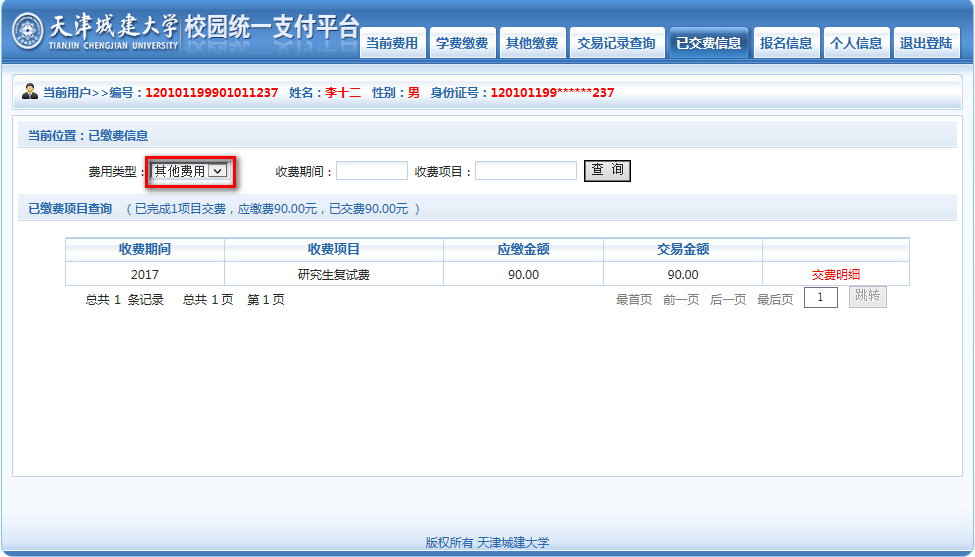 天津城建大学 校园统一支付平台
TIANJIN CHENGJIAN UNIVERSITY
当前费用 学费缴费 其他缴费 交易记录查询 已交费信息 报名信息 个人信息 退出登陆
当前用户>>编号：120101199901011237 姓名：李十二 性别：男 身份证号：120101199******237
当前位置：已缴费信息
费用类型： 其他费用 收费期间： 收费项目： 查 询
已缴费项目查询 （ 已完成1项目交费，应缴费90.00元，已交费90.00元 ）
收费期间 收费项目 应缴金额 交易金额
2017 研究生复试费 90.00 90.00 交费明细
总共 1 条记录 总共 1 页 第 1 页 最首页 前一页 后一页 最后页 1 跳转
版权所有 天津城建大学